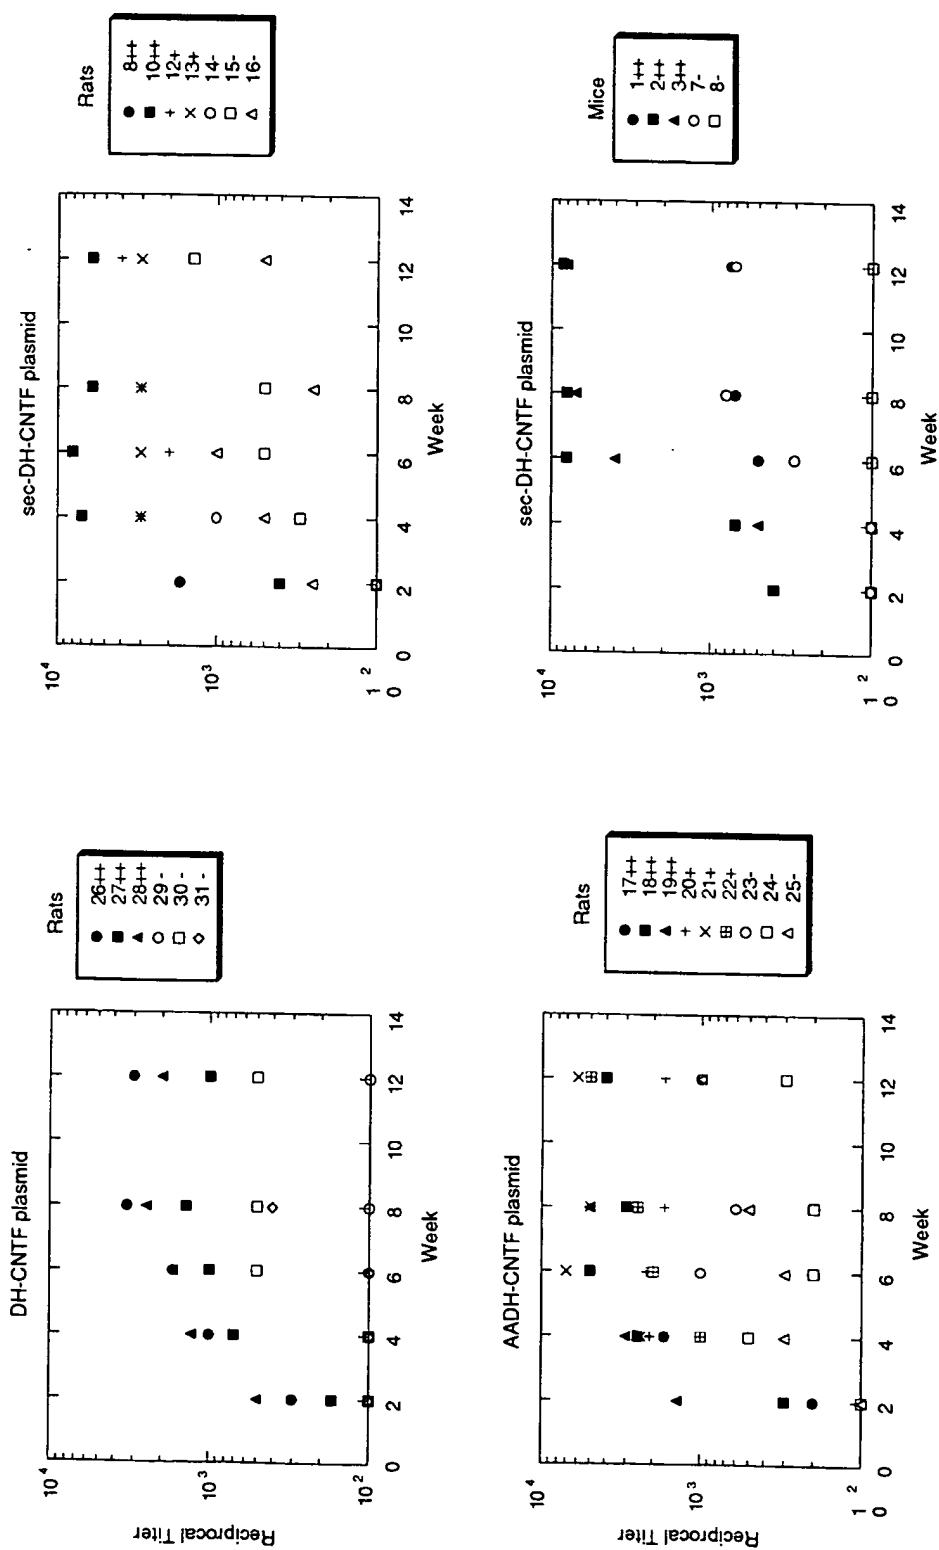 DH-CNTF plasmid
Reciprocal Titer
10⁴
10³
10²
0 2 4 6 8 10 12 14
Week
Rats
26++
27++
28++
29-
30-
31-
sec-DH-CNTF plasmid
10⁴
10³
1 2
0
0 2 4 6 8 10 12 14
Week
Rats
8++
10++
12+
13+
14-
15-
16-
AADH-CNTF plasmid
Reciprocal Titer
10⁴
10³
1 2
0
0 2 4 6 8 10 12 14
Week
Rats
17++
18++
19++
20+
21+
22+
23-
24-
25-
sec-DH-CNTF plasmid
10⁴
10³
1 2
0
0 2 4 6 8 10 12 14
Week
Mice
1++
2++
3++
7-
8-